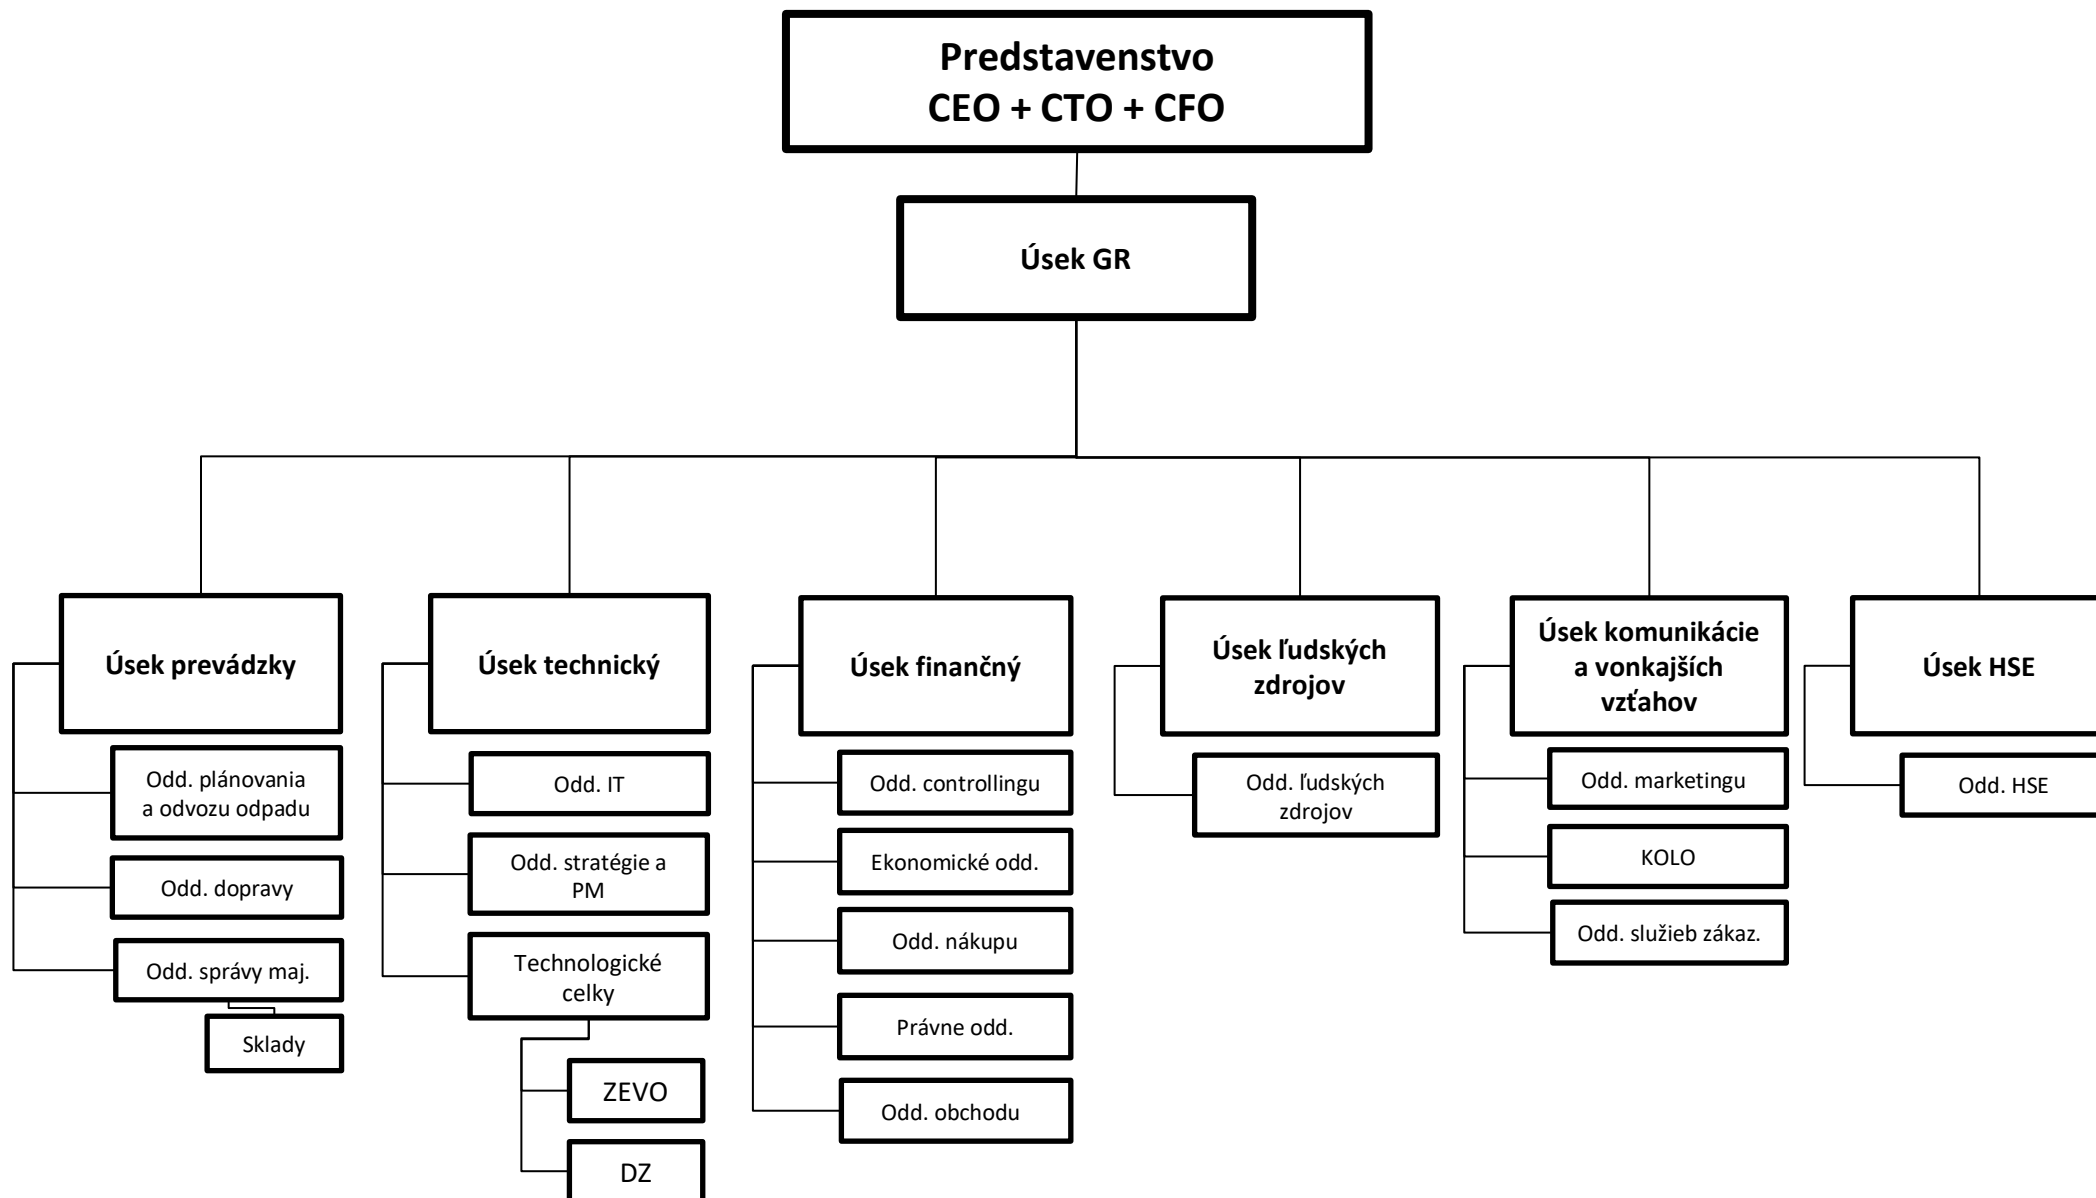 Predstavenstvo
CEO + CTO + CFO
Úsek GR
Úsek prevádzky
Odd. plánovania
a odvozu odpadu
Odd. dopravy
Odd. správy maj.
Sklady
Úsek technický
Odd. IT
Odd. stratégie a
PM
Technologické
celky
ZEVO
DZ
Úsek finančný
Odd. controllingu
Ekonomické odd.
Odd. nákupu
Právne odd.
Odd. obchodu
Úsek ľudských
zdrojov
Odd. ľudských
zdrojov
Úsek komunikácie
a vonkajších
vzťahov
Odd. marketingu
KOLO
Odd. služieb zákaz.
Úsek HSE
Odd. HSE